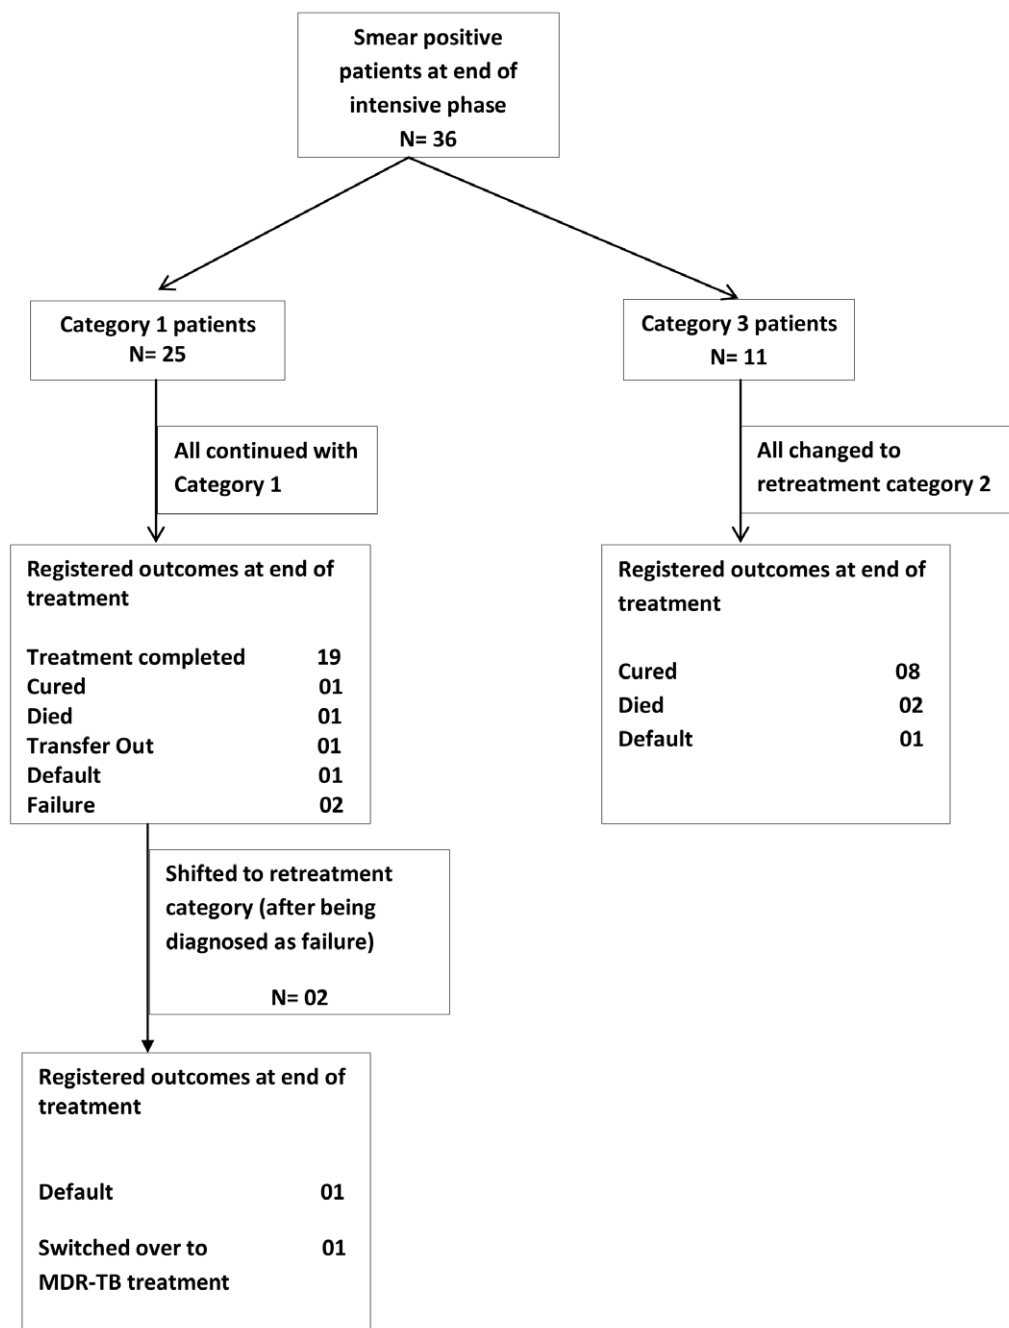 Smear positive
patients at end of
intensive phase
N= 36
Category 1 patients
N= 25
Category 3 patients
N= 11
All continued with
Category 1
All changed to
retreatment category 2
Registered outcomes at end of
treatment
Treatment completed 19
Cured 01
Died 01
Transfer Out 01
Default 01
Failure 02
Registered outcomes at end of
treatment
Cured 08
Died 02
Default 01
Shifted to retreatment
category (after being
diagnosed as failure)
N= 02
Registered outcomes at end of
treatment
Default 01
Switched over to 01
MDR-TB treatment